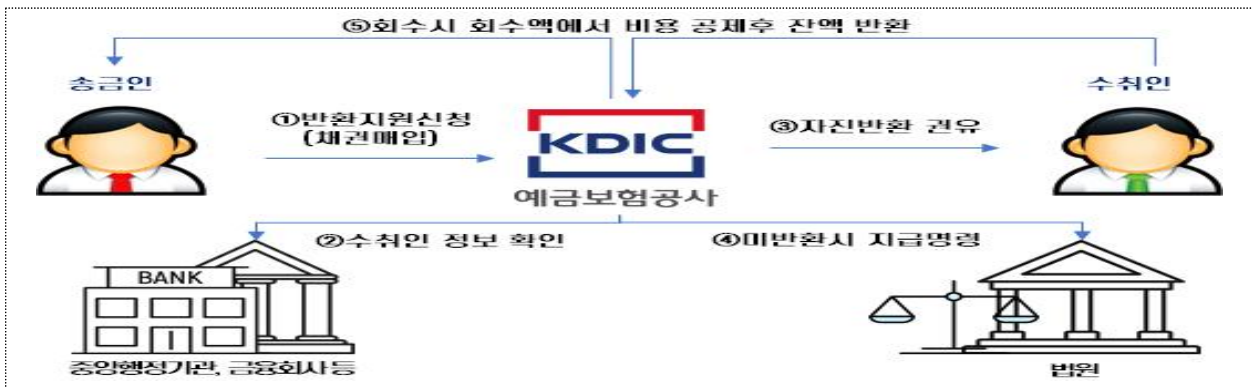 ⑤회수시 회수액에서 비용 공제후 잔액 반환
송금인
수취인
①반환지원신청
(채권매입)
KDIC
예금보험공사
③자진반환 권유
②수취인 정보 확인
④미반환시 지급명령
BANK
중앙행정기관, 금융회사 등
법원